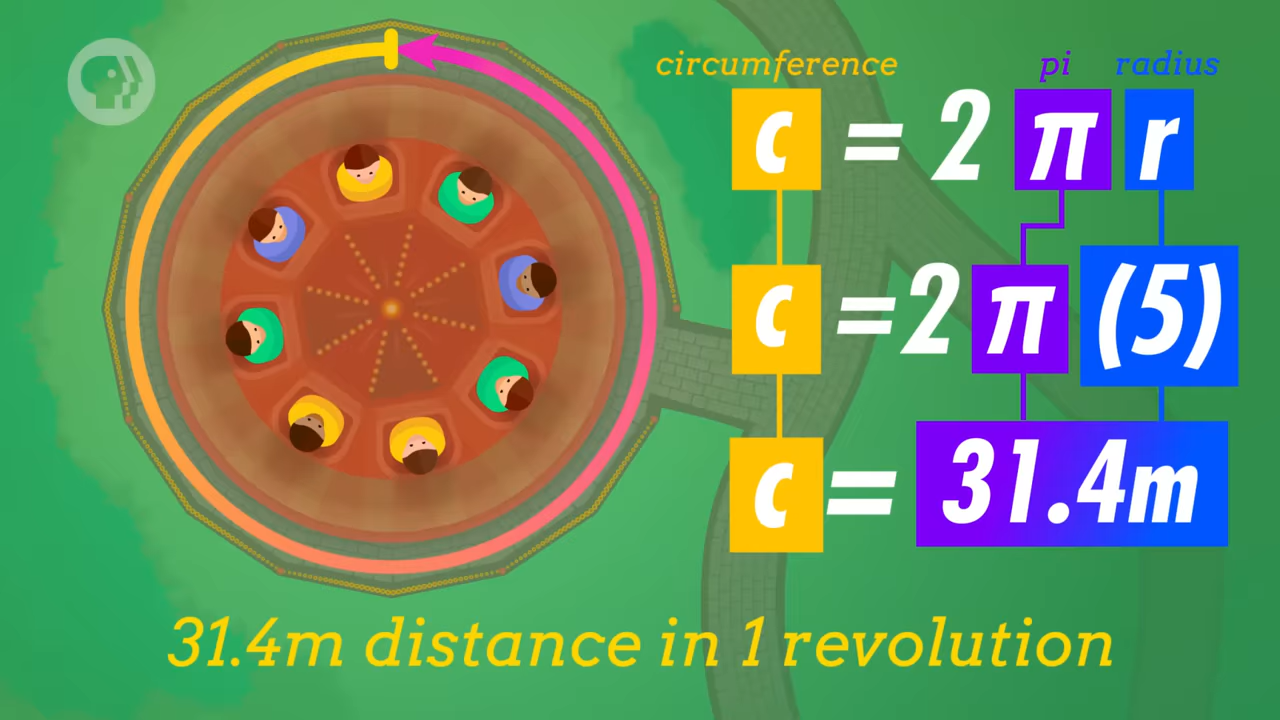 circumference pi radius
c = 2 π r
c = 2 π (5)
c = 31.4m
31.4m distance in 1 revolution